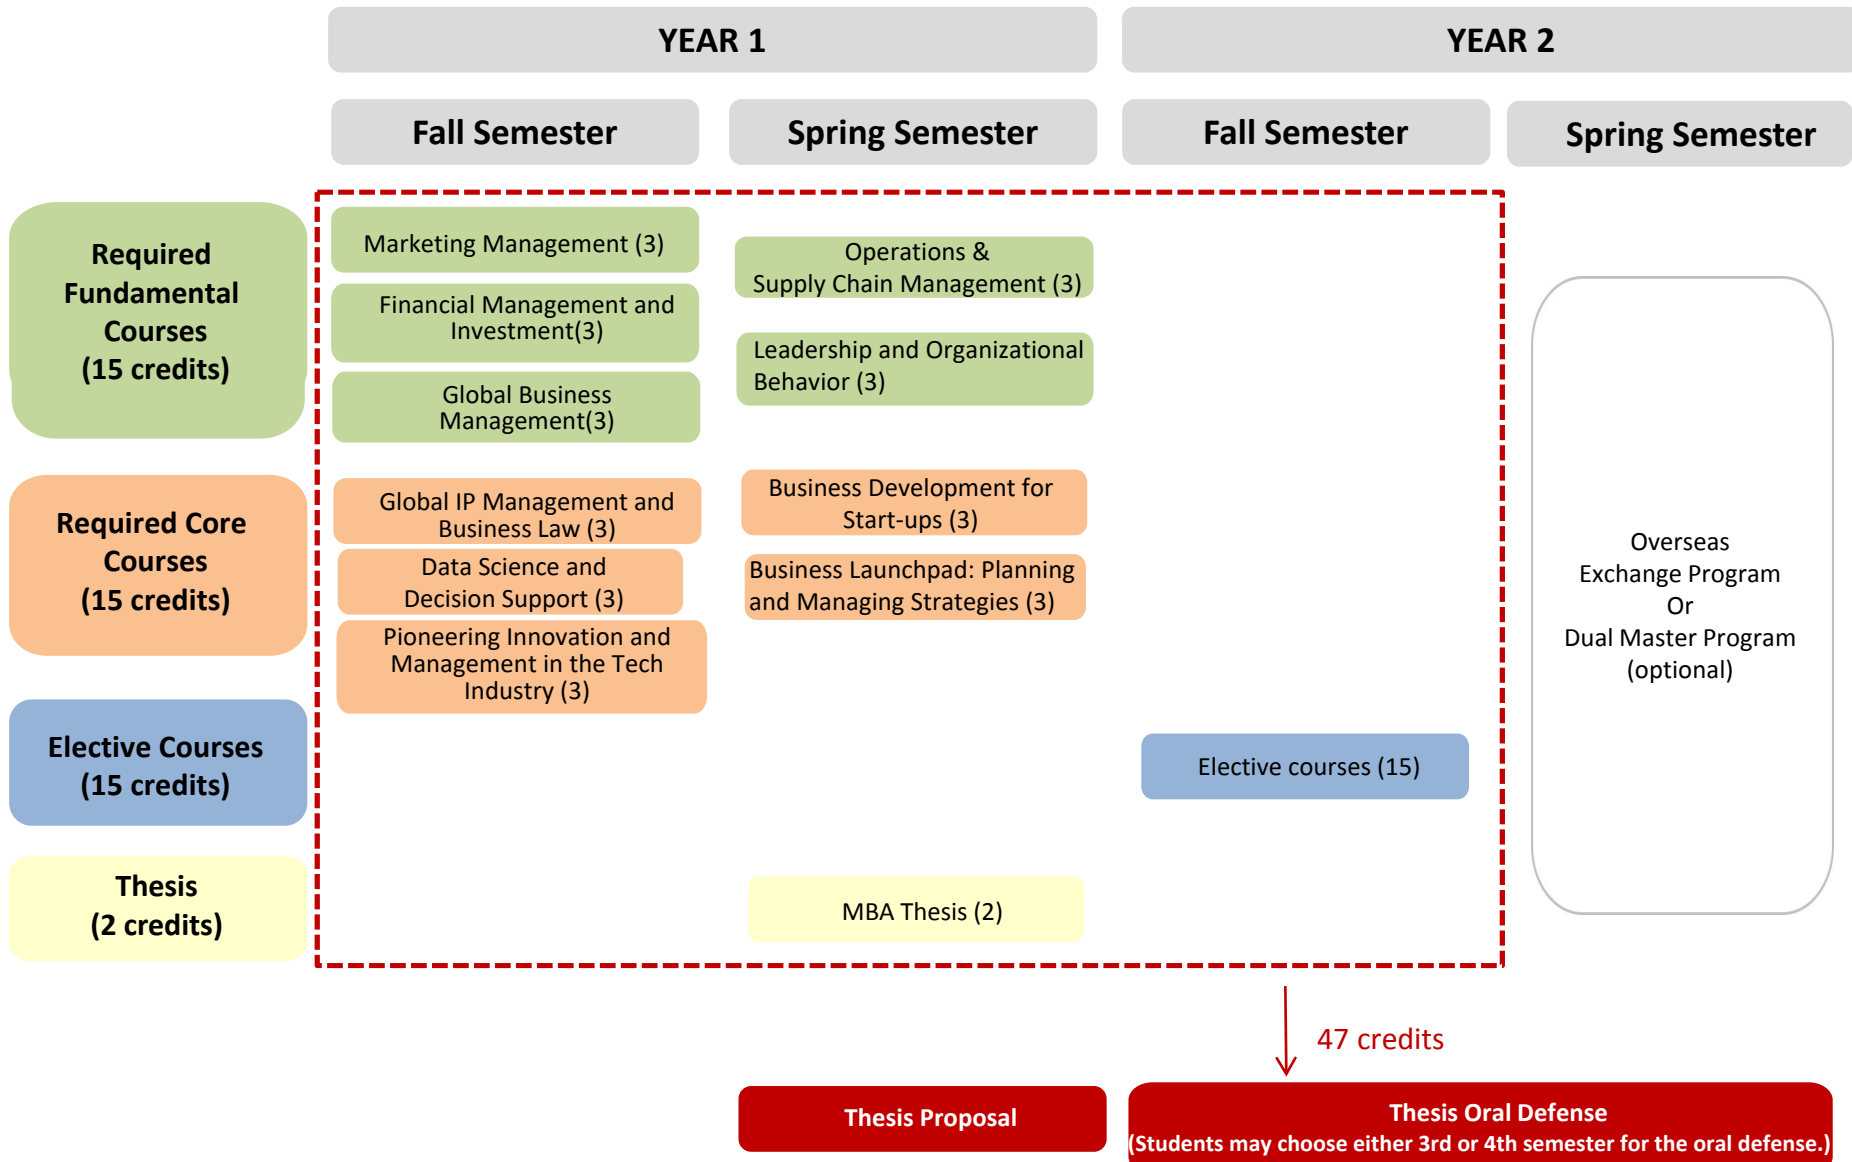 YEAR 1
YEAR 2
Fall Semester
Spring Semester
Fall Semester
Spring Semester
Required
Fundamental
Courses
(15 credits)
Marketing Management (3)
Financial Management and
Investment(3)
Global Business
Management(3)
Operations &
Supply Chain Management (3)
Leadership and Organizational
Behavior (3)
Required Core
Courses
(15 credits)
Global IP Management and
Business Law (3)
Data Science and
Decision Support (3)
Pioneering Innovation and
Management in the Tech
Industry (3)
Business Development for
Start-ups (3)
Business Launchpad: Planning
and Managing Strategies (3)
Overseas
Exchange Program
Or
Dual Master Program
(optional)
Elective Courses
(15 credits)
Elective courses (15)
Thesis
(2 credits)
MBA Thesis (2)
47 credits
Thesis Proposal
Thesis Oral Defense
(Students may choose either 3rd or 4th semester for the oral defense.)